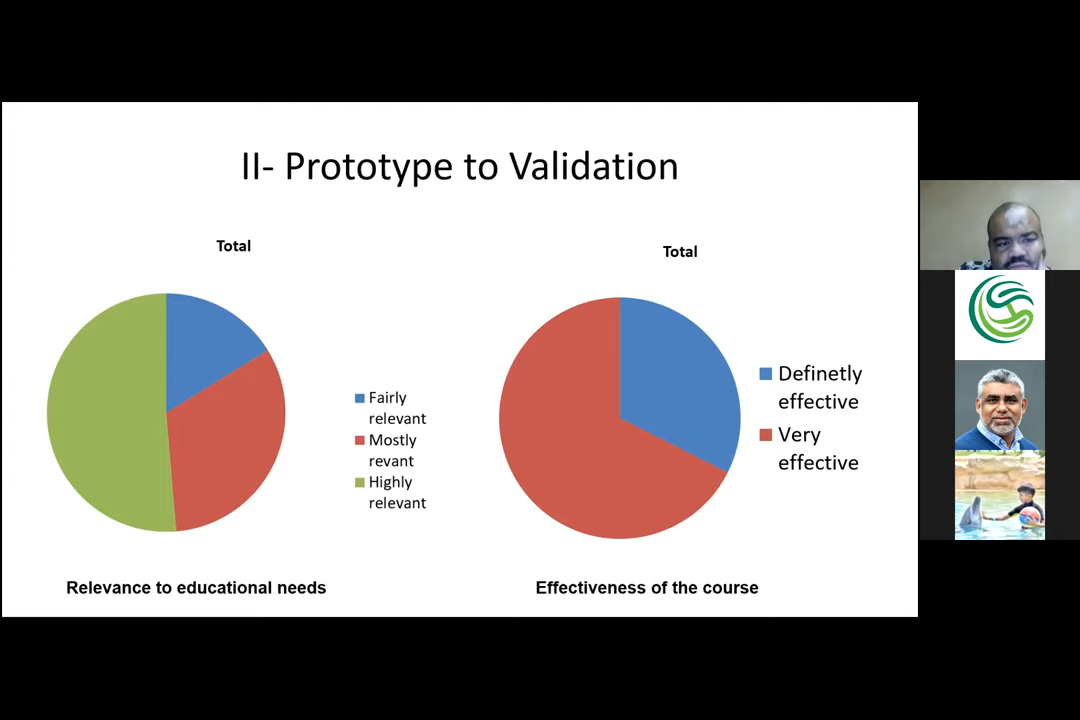 II- Prototype to Validation
Total
Fairly
relevant
Mostly
revant
Highly
relevant
Relevance to educational needs
Total
Definetly
effective
Very
effective
Effectiveness of the course